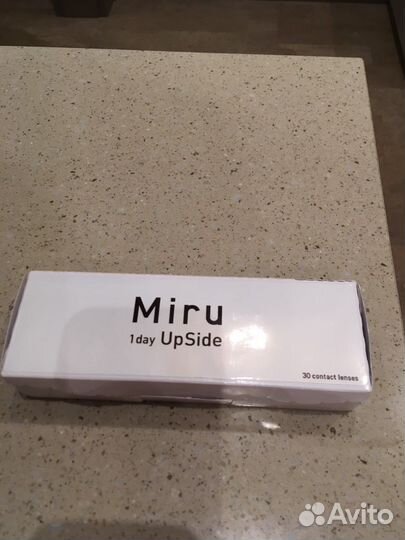 Miru
1day UpSide
30 contact lenses
Avito